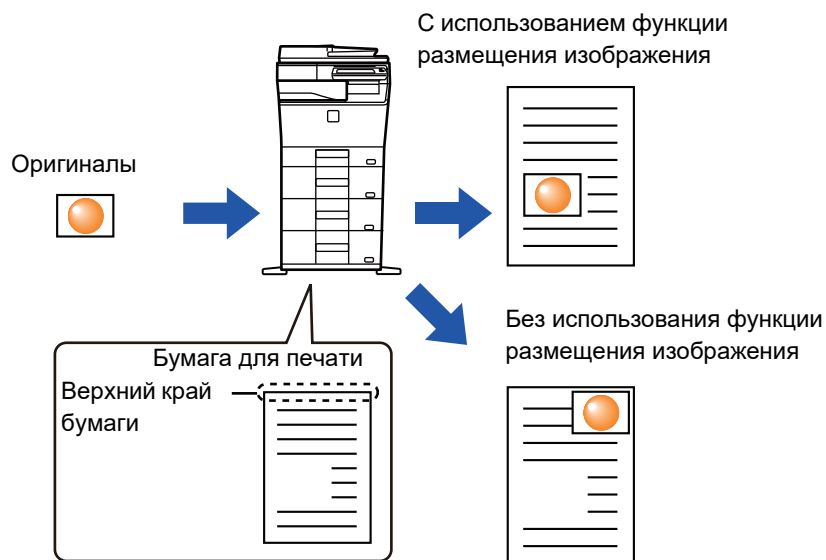 С использованием функции
размещения изображения
Оригиналы
Без использования функции
размещения изображения
Бумага для печати
Верхний край
бумаги